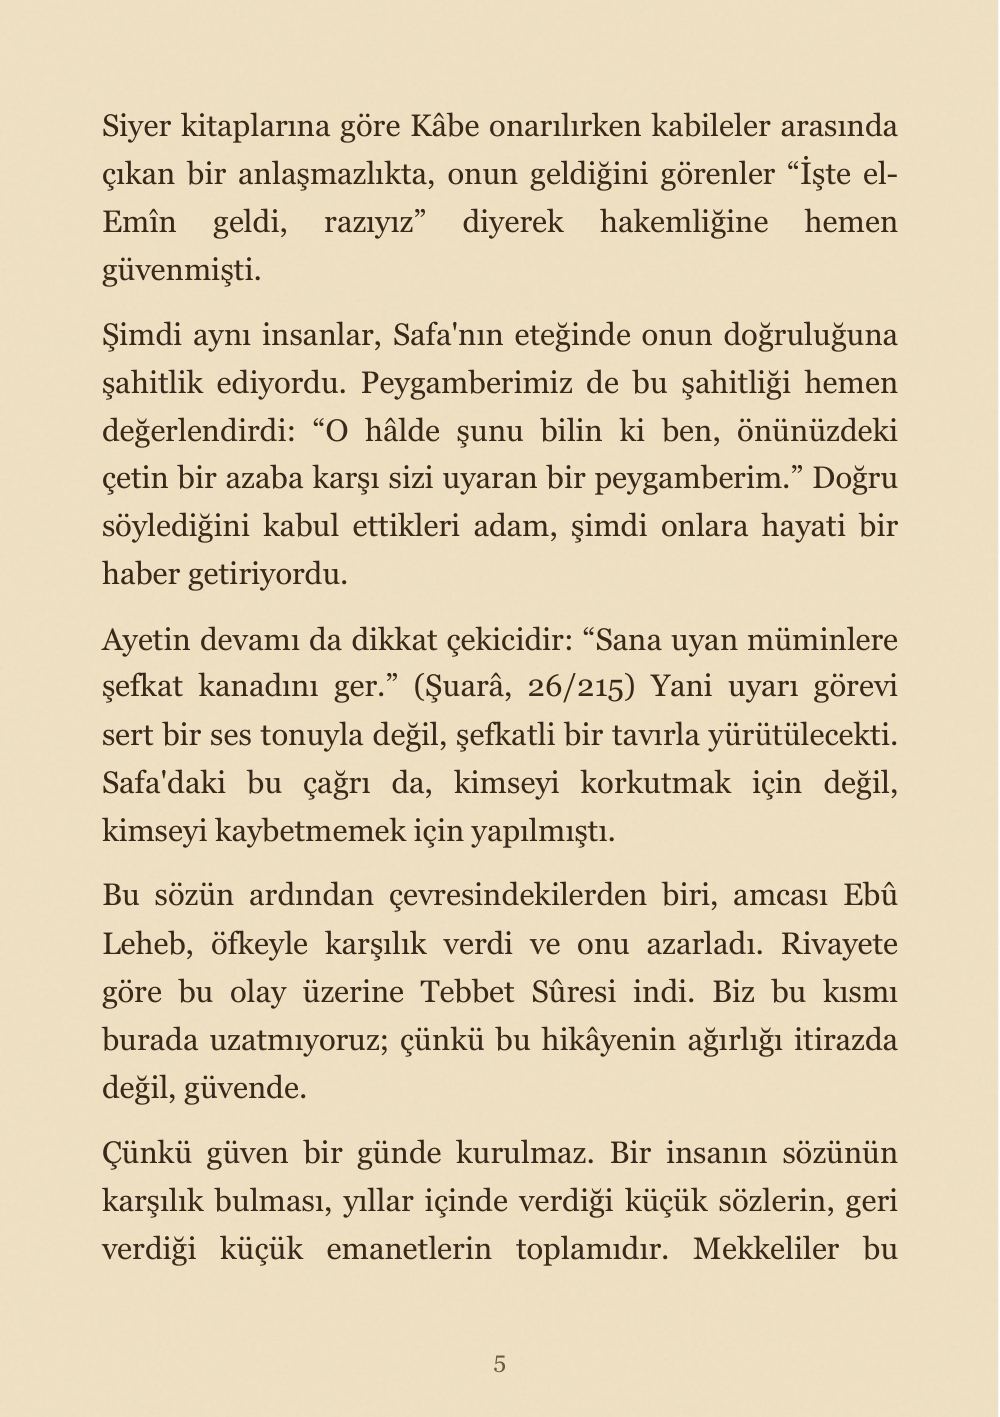 Siyer kitaplarına göre Kâbe onarılırken kabileler arasında
çıkan bir anlaşmazlıkta, onun geldiğini görenler “İşte el-
Emîn geldi, razıyız” diyerek hakemliğine hemen
güvenmişti.
Şimdi aynı insanlar, Safa'nın eteğinde onun doğruluğuna
şahitlik ediyordu. Peygamberimiz de bu şahitliği hemen
değerlendirdi: “O hâlde şunu bilin ki ben, önünüzdeki
çetin bir azaba karşı sizi uyaran bir peygamberim.” Doğru
söylediğini kabul ettikleri adam, şimdi onlara hayati bir
haber getiriyordu.
Ayetin devamı da dikkat çekicidir: “Sana uyan müminlere
şefkat kanadını ger.” (Şuarâ, 26/215) Yani uyarı görevi
sert bir ses tonuyla değil, şefkatli bir tavırla yürütülecekti.
Safa'daki bu çağrı da, kimseyi korkutmak için değil,
kimseyi kaybetmemek için yapılmıştı.
Bu sözün ardından çevresindekilerden biri, amcası Ebû
Leheb, öfkeyle karşılık verdi ve onu azarladı. Rivayete
göre bu olay üzerine Tebbet Sûresi indi. Biz bu kısmı
burada uzatmıyoruz; çünkü bu hikâyenin ağırlığı itirazda
değil, güvende.
Çünkü güven bir günde kurulmaz. Bir insanın sözünün
karşılık bulması, yıllar içinde verdiği küçük sözlerin, geri
verdiği küçük emanetlerin toplamıdır. Mekkeliler bu
5